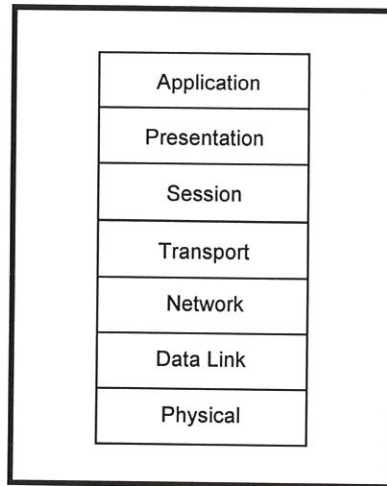 Application
Presentation
Session
Transport
Network
Data Link
Physical